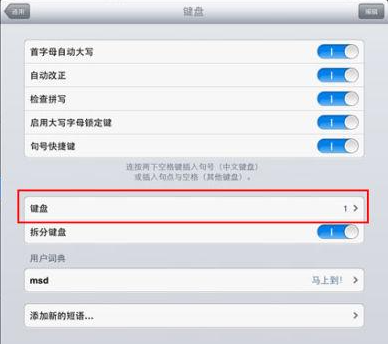 通用
键盘
编辑
首字母自动大写
自动改正
检查拼写
启用大写字母锁定键
句号快捷键
连按两下空格键插入句号（中文键盘）
或插入句点与空格（其他键盘）。
键盘 1
拆分键盘
用户词典
msd 马上到!
添加新的短语...